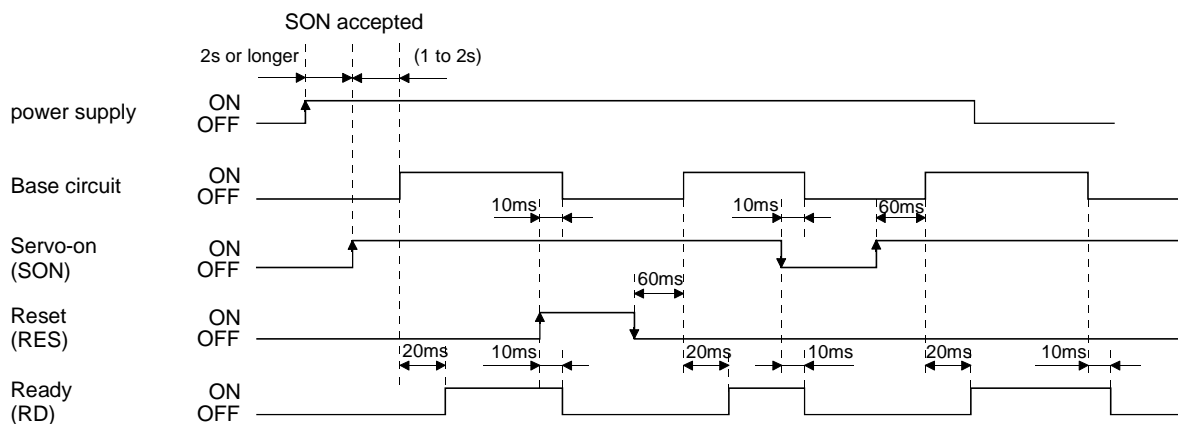 SON accepted
2s or longer (1 to 2s)
power supply ON
OFF
Base circuit ON
OFF
10ms 10ms 60ms
Servo-on
(SON) ON
OFF
60ms
Reset
(RES) ON
OFF
20ms 10ms 20ms 10ms 20ms 10ms
Ready
(RD) ON
OFF